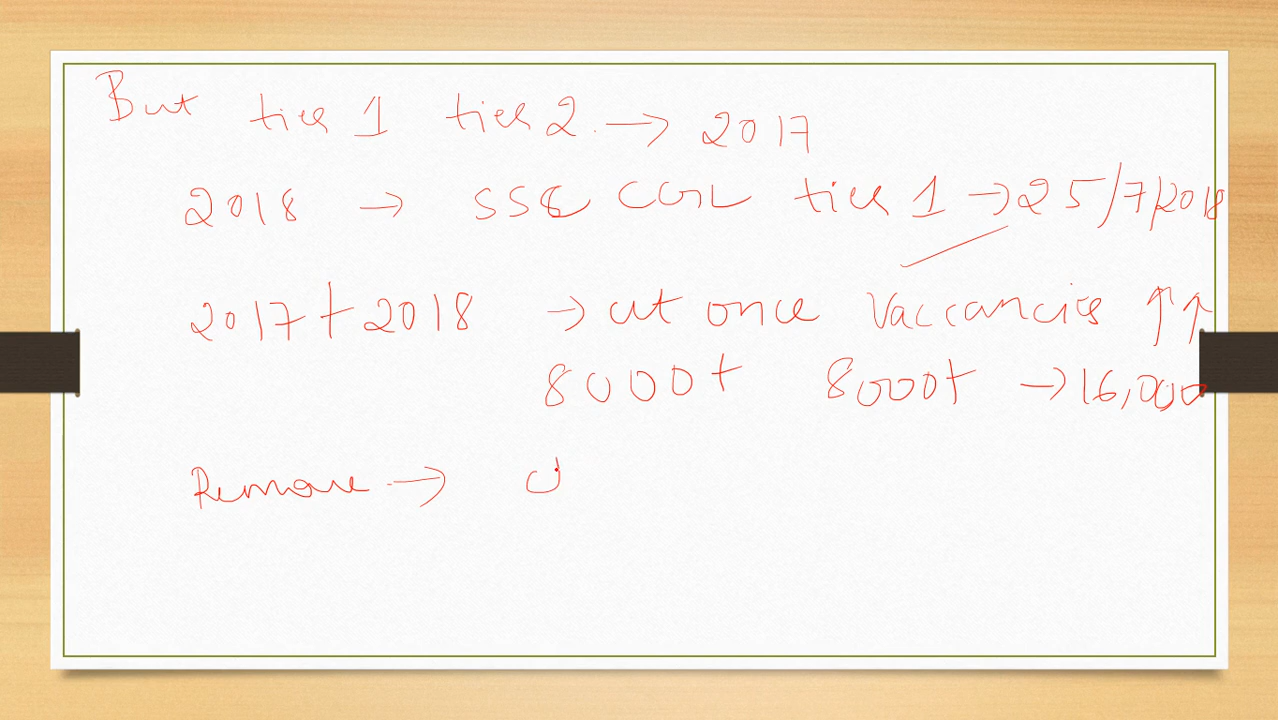 But tier 1 tier 2. → 2017
2018 → SSC CGL tier 1 → 25/7/2018
2017 + 2018 → at once Vaccancies ↑↑
8000+ 8000+ → 16,000
Remove →